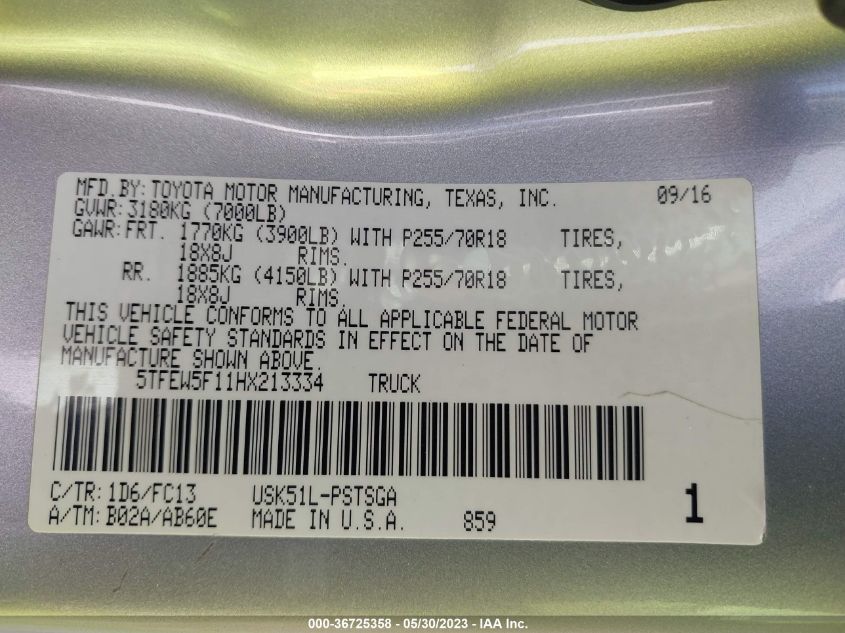 MFD.BY:TOYOTA MOTOR MANUFACTURING, TEXAS, INC. 09/16
GVWR:3180KG (7000LB)
GAWR:FRT. 1770KG (3900LB) WITH P255/70R18 TIRES,
18X8J RIMS.
RR. 1885KG (4150LB) WITH P255/70R18 TIRES,
18X8J RIMS.
THIS VEHICLE CONFORMS TO ALL APPLICABLE FEDERAL MOTOR
VEHICLE SAFETY STANDARDS IN EFFECT ON THE DATE OF
MANUFACTURE SHOWN ABOVE.
5TFEW5F11HX213334 TRUCK
C/TR:1D6/FC13 USK51L-PSTSGA
A/TM:B02A/AB60E MADE IN U.S.A. 859 1
000-36725358 - 05/30/2023 - IAA Inc.